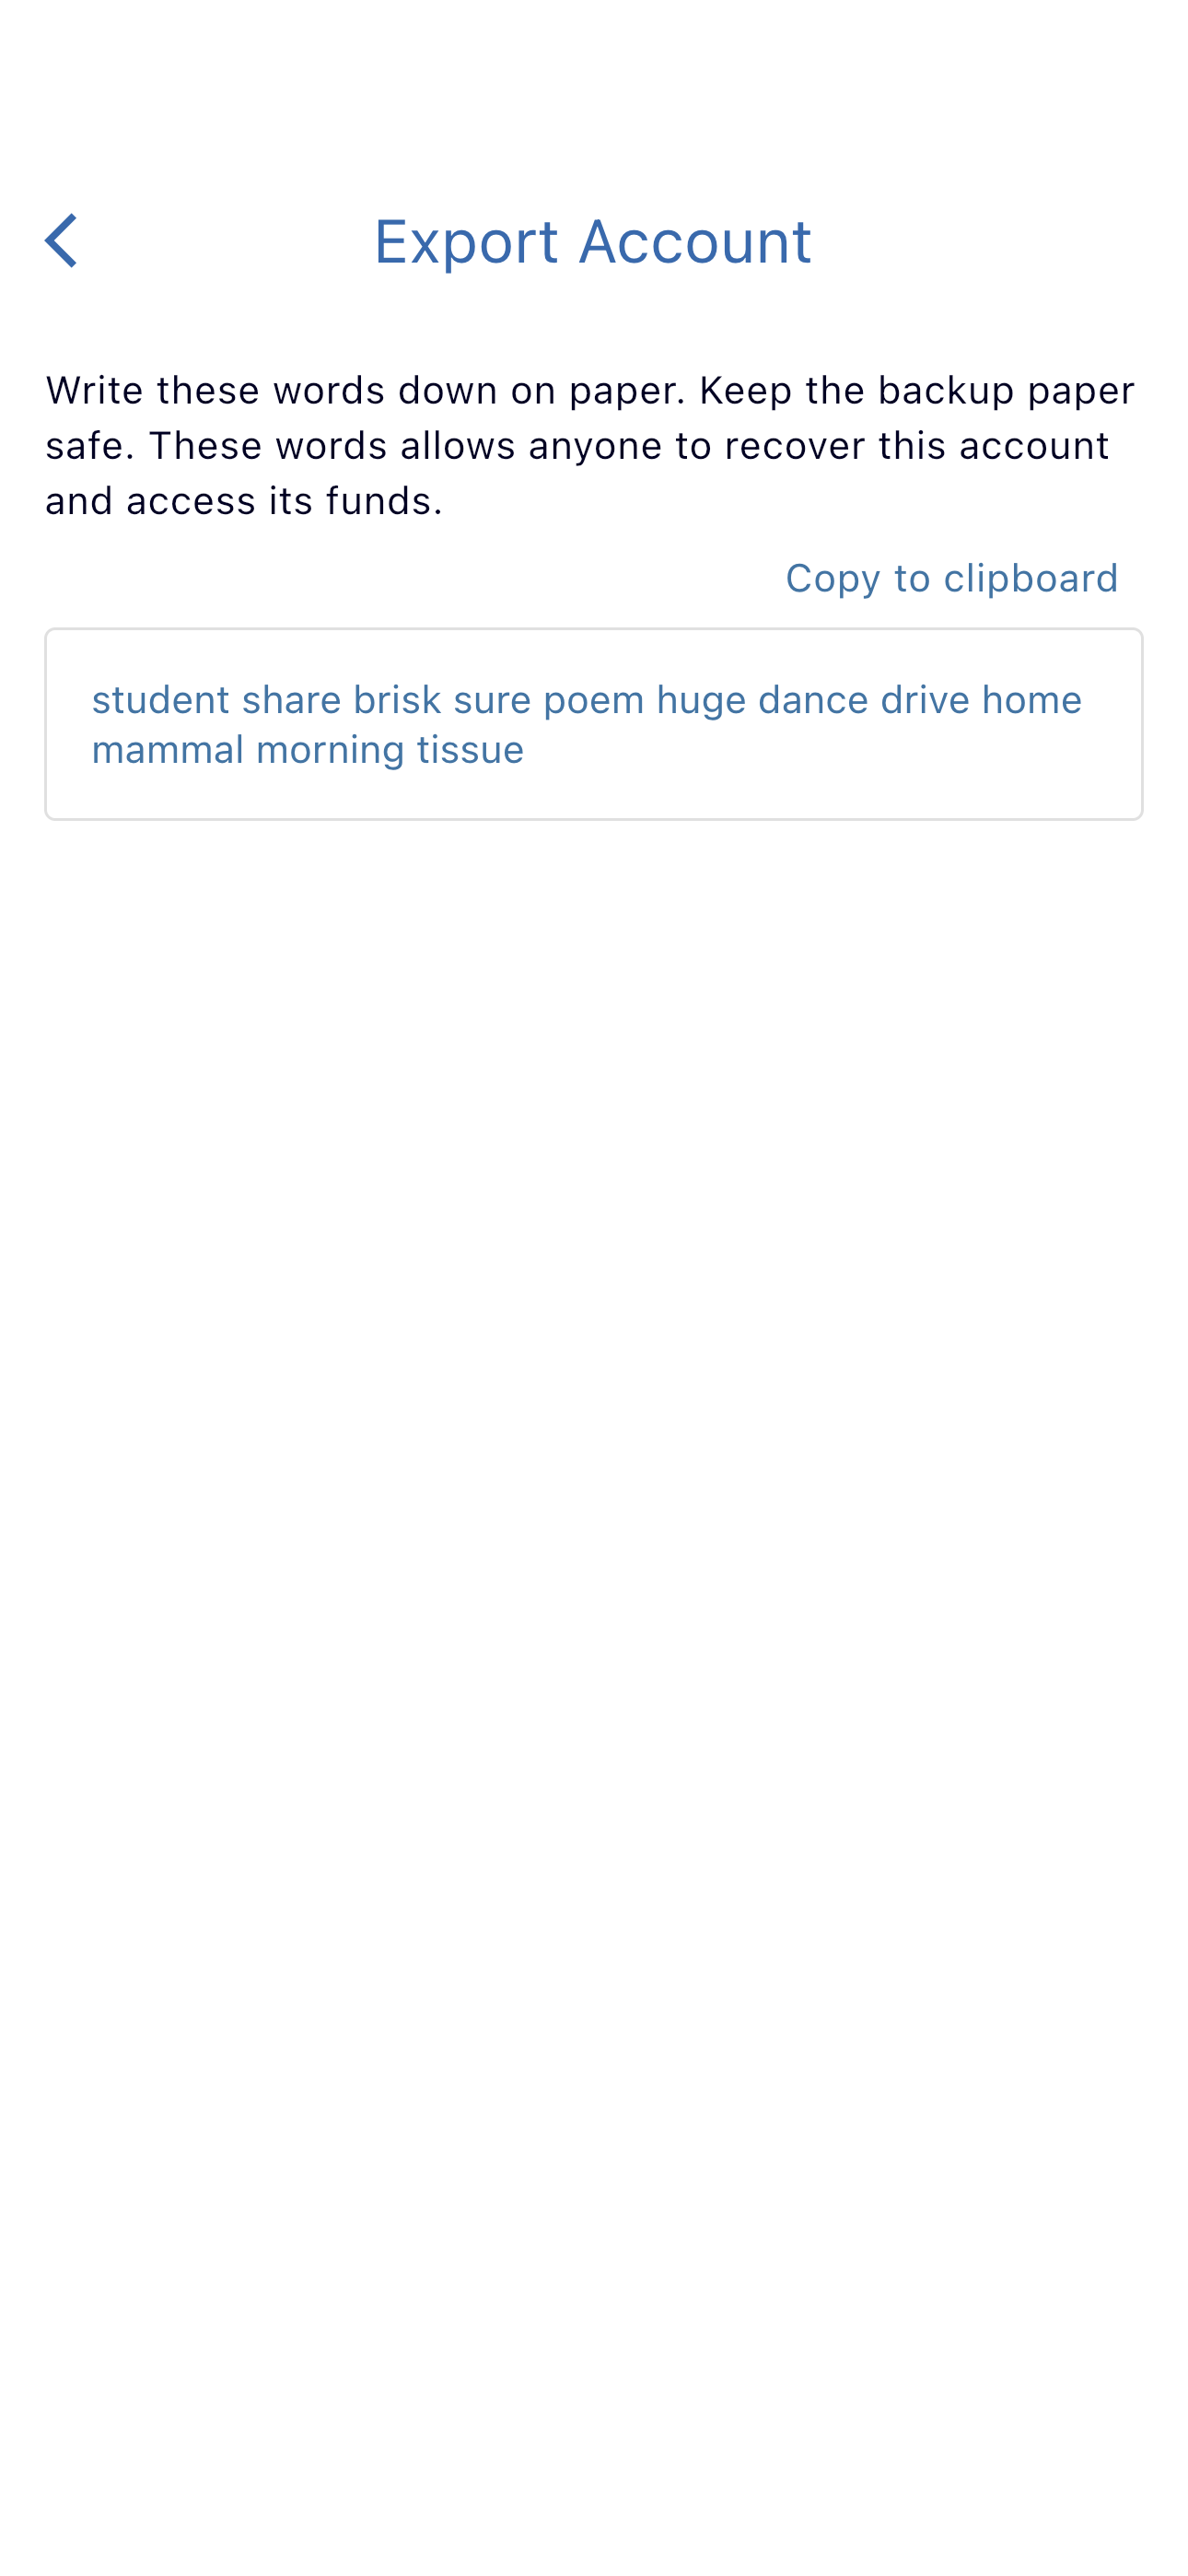 Export Account
Write these words down on paper. Keep the backup paper
safe. These words allows anyone to recover this account
and access its funds.
Copy to clipboard
student share brisk sure poem huge dance drive home
mammal morning tissue